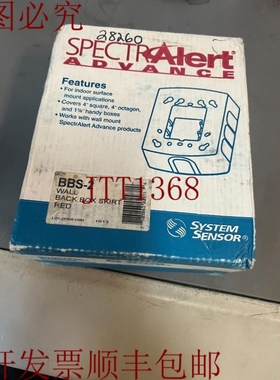 图必究
28260
SPECTRAlert®
ADVANCE
Features
• For indoor surface
mount applications
• Covers 4" square, 4" octagon,
and 1⅞" handy boxes
• Works with wall mount
SpectrAlert Advance products
JTT1368
BBS-2
WALL
BACK BOX SKIRT
RED
SYSTEM
SENSOR®
开发票顺丰包邮